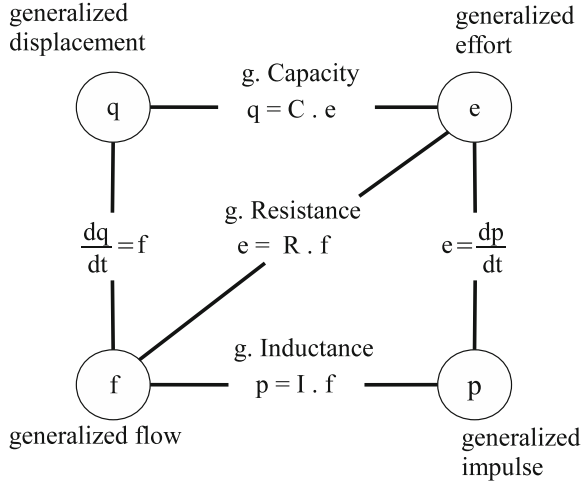 generalized
displacement
generalized
effort
g. Capacity
q
q = C . e
e
g. Resistance
dq
dt
= f
e = R . f
e =
dp
dt
g. Inductance
f
p = I . f
p
generalized flow
generalized
impulse